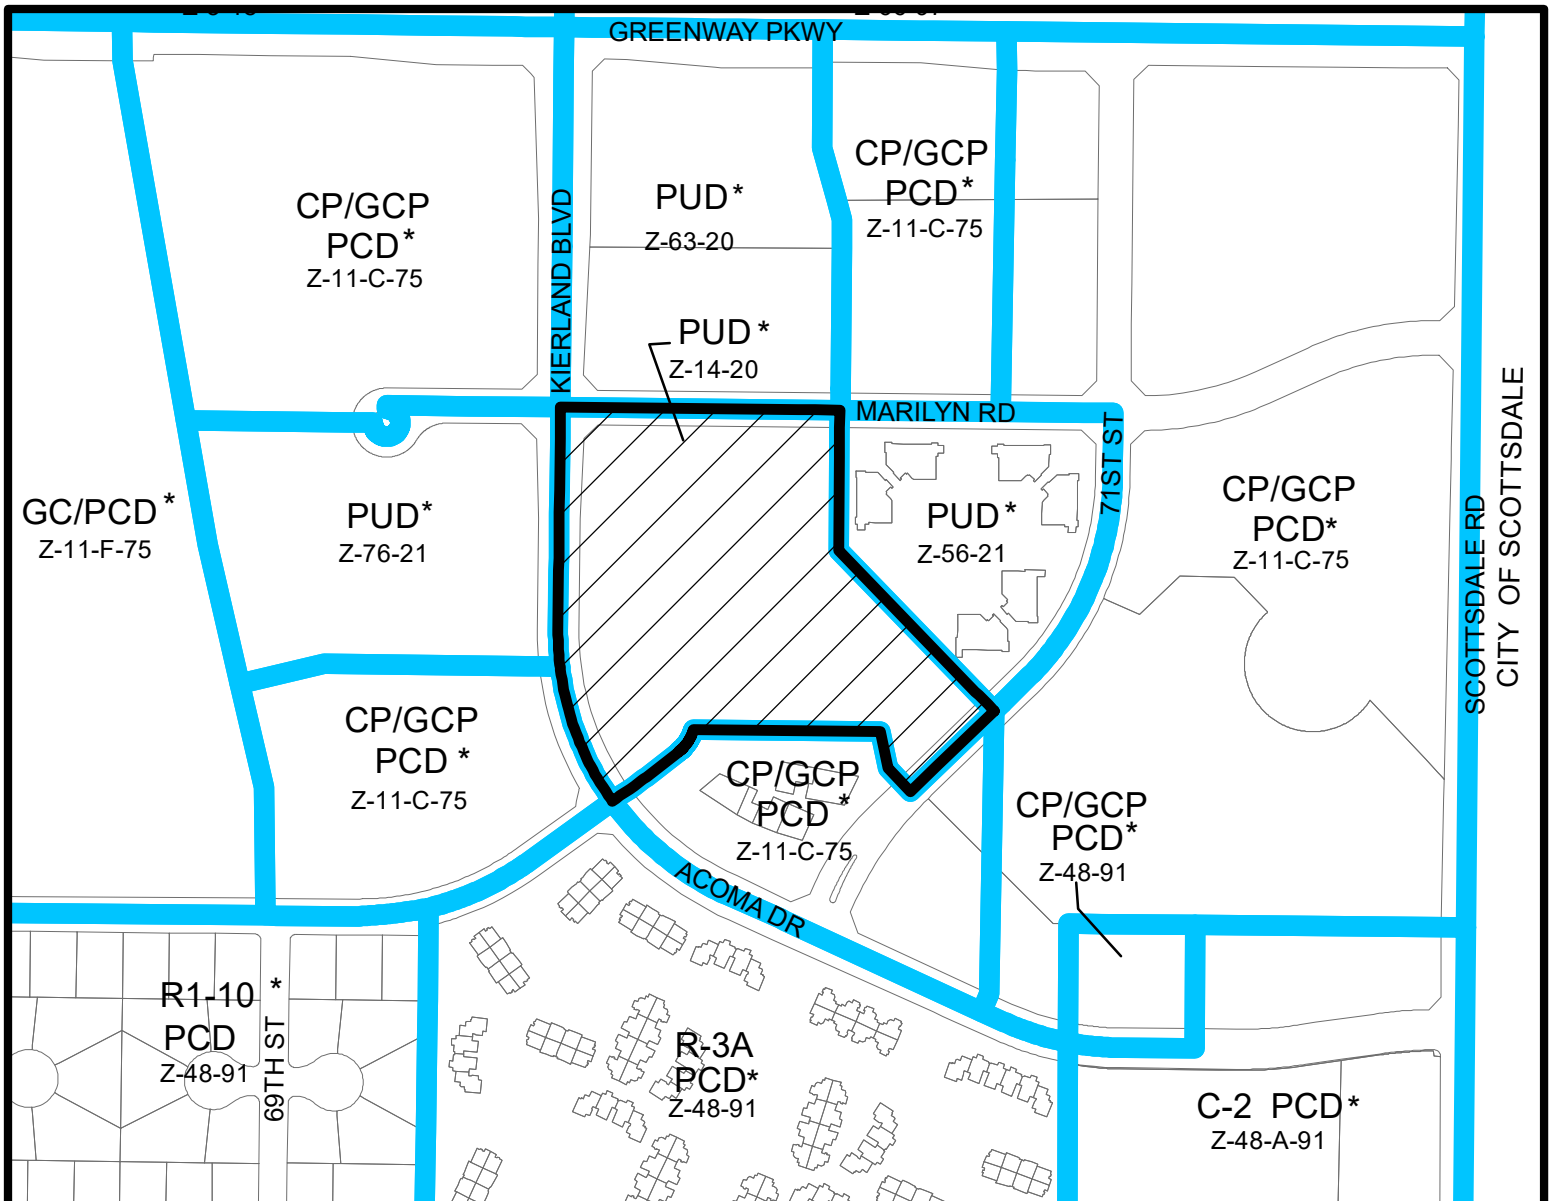 GREENWAY PKWY
CP/GCP
PCD*
Z-11-C-75
KIERLAND BLVD
PUD*
Z-63-20
CP/GCP
PCD*
Z-11-C-75
PUD*
Z-14-20
MARILYN RD
71ST ST
GC/PCD*
Z-11-F-75
PUD*
Z-76-21
PUD*
Z-56-21
CP/GCP
PCD*
Z-11-C-75
SCOTTSDALE RD
CITY OF SCOTTSDALE
CP/GCP
PCD *
Z-11-C-75
CP/GCP
PCD *
Z-11-C-75
CP/GCP
PCD*
Z-48-91
ACOMA DR
R1-10 *
PCD
Z-48-91
69TH ST
R-3A
PCD*
Z-48-91
C-2 PCD*
Z-48-A-91